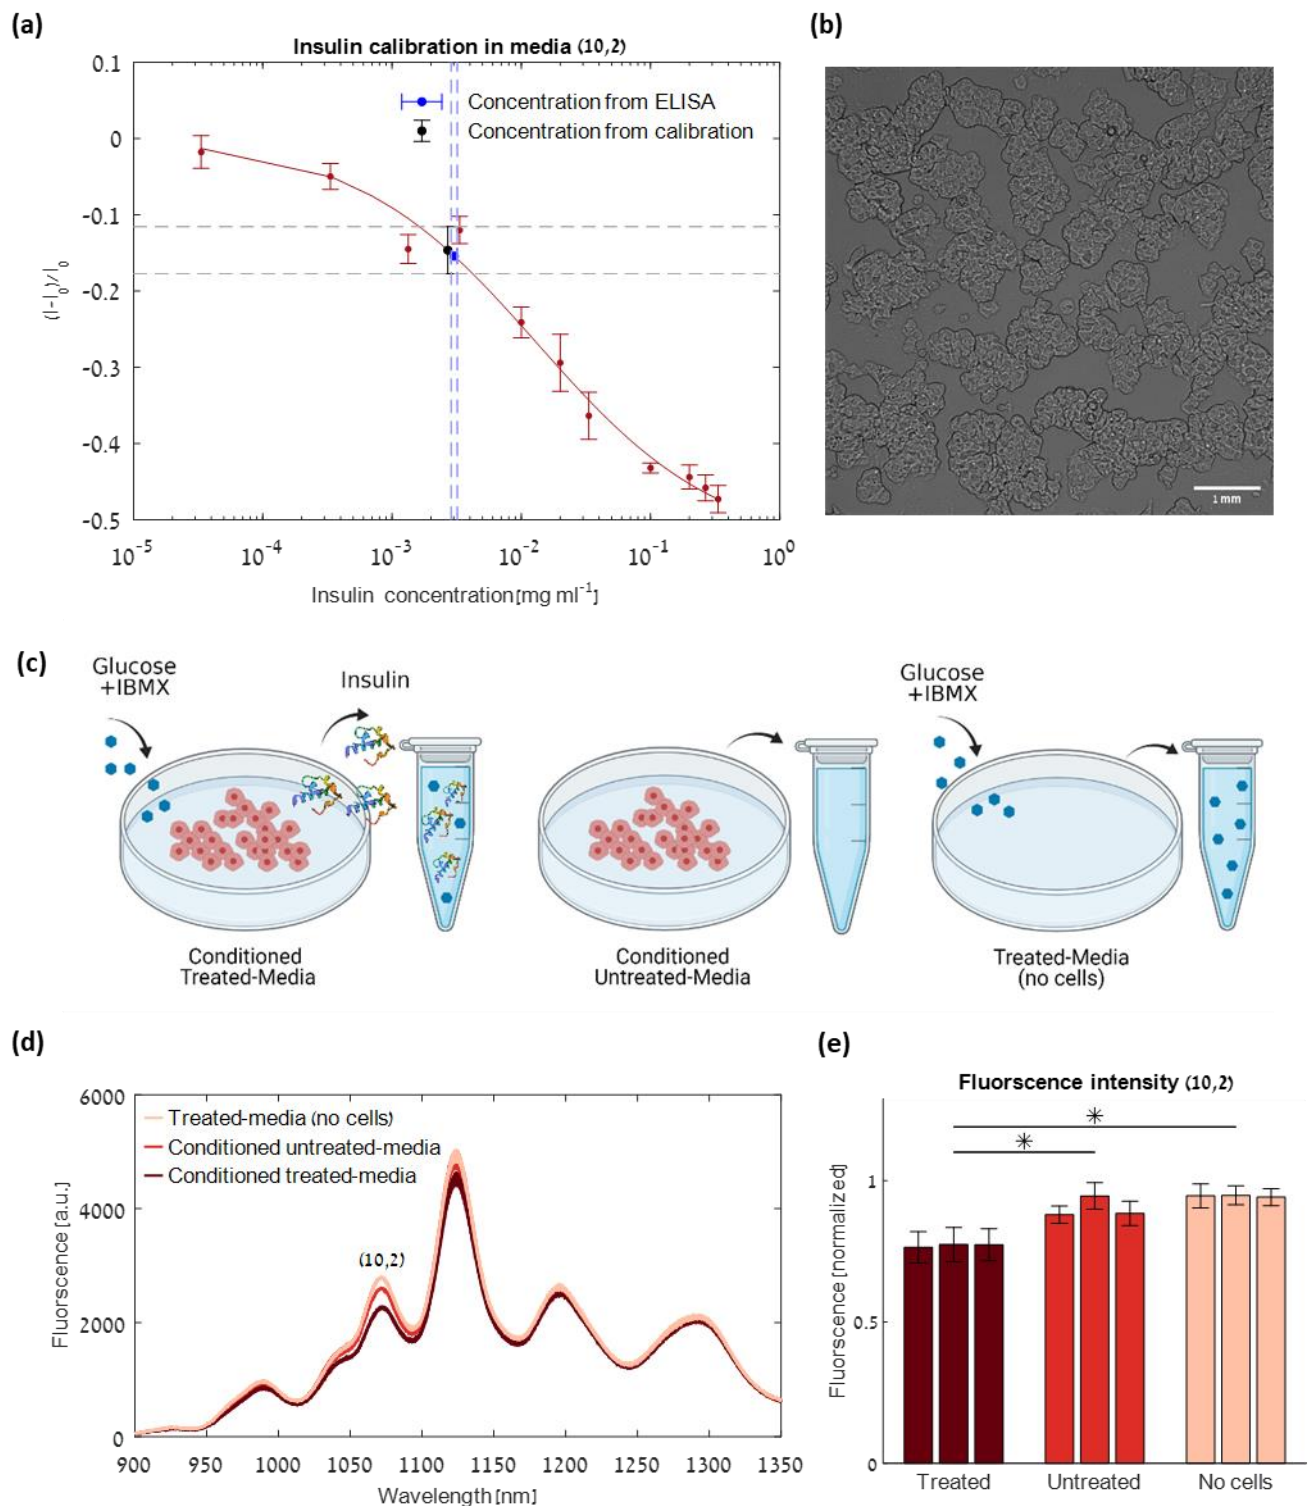 (a)
Insulin calibration in media (10,2)
0.1
0
-0.1
-0.2
-0.3
-0.4
-0.5
(I-I₀)/I₀
Concentration from ELISA
Concentration from calibration
10⁻⁵ 10⁻⁴ 10⁻³ 10⁻² 10⁻¹ 10⁰
Insulin concentration[mg ml⁻¹]
(b)
1 mm
(c)
Glucose
+IBMX
Insulin
Conditioned
Treated-Media
Conditioned
Untreated-Media
Glucose
+IBMX
Treated-Media
(no cells)
(d)
6000
4000
2000
0
Fluorescence [a.u.]
Treated-media (no cells)
Conditioned untreated-media
Conditioned treated-media
(10,2)
900 950 1000 1050 1100 1150 1200 1250 1300 1350
Wavelength [nm]
(e)
Fluorscence intensity (10,2)
*
*
1
0.5
0
Fluorescence [normalized]
Treated Untreated No cells